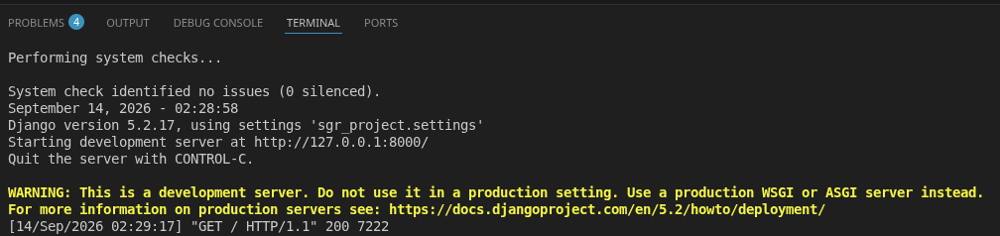 PROBLEMS 4 OUTPUT DEBUG CONSOLE TERMINAL PORTS
Performing system checks...
System check identified no issues (0 silenced).
September 14, 2026 - 02:28:58
Django version 5.2.17, using settings 'sgr_project.settings'
Starting development server at http://127.0.0.1:8000/
Quit the server with CONTROL-C.
WARNING: This is a development server. Do not use it in a production setting. Use a production WSGI or ASGI server instead.
For more information on production servers see: https://docs.djangoproject.com/en/5.2/howto/deployment/
[14/Sep/2026 02:29:17] "GET / HTTP/1.1" 200 7222